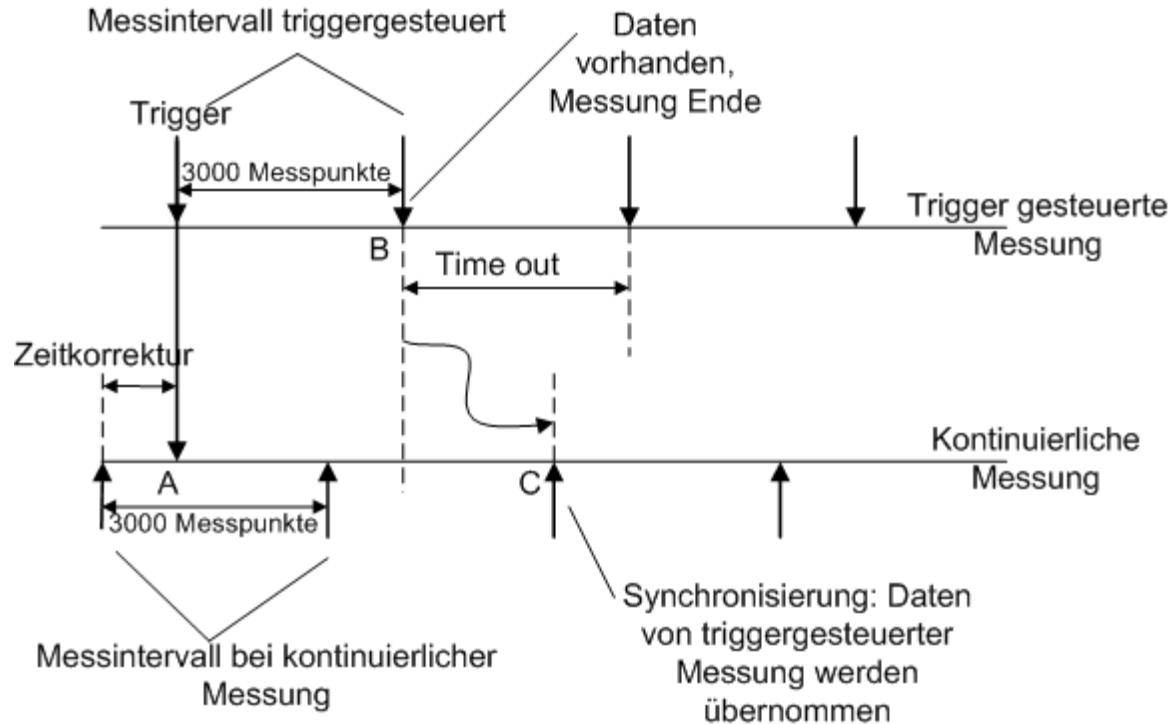 Messintervall triggergesteuert
Daten
vorhanden,
Messung Ende
Trigger
3000 Messpunkte
Trigger gesteuerte
Messung
B
Time out
Zeitkorrektur
Kontinuierliche
Messung
A
C
3000 Messpunkte
Synchronisierung: Daten
von triggergesteuerter
Messung werden
übernommen
Messintervall bei kontinuierlicher
Messung